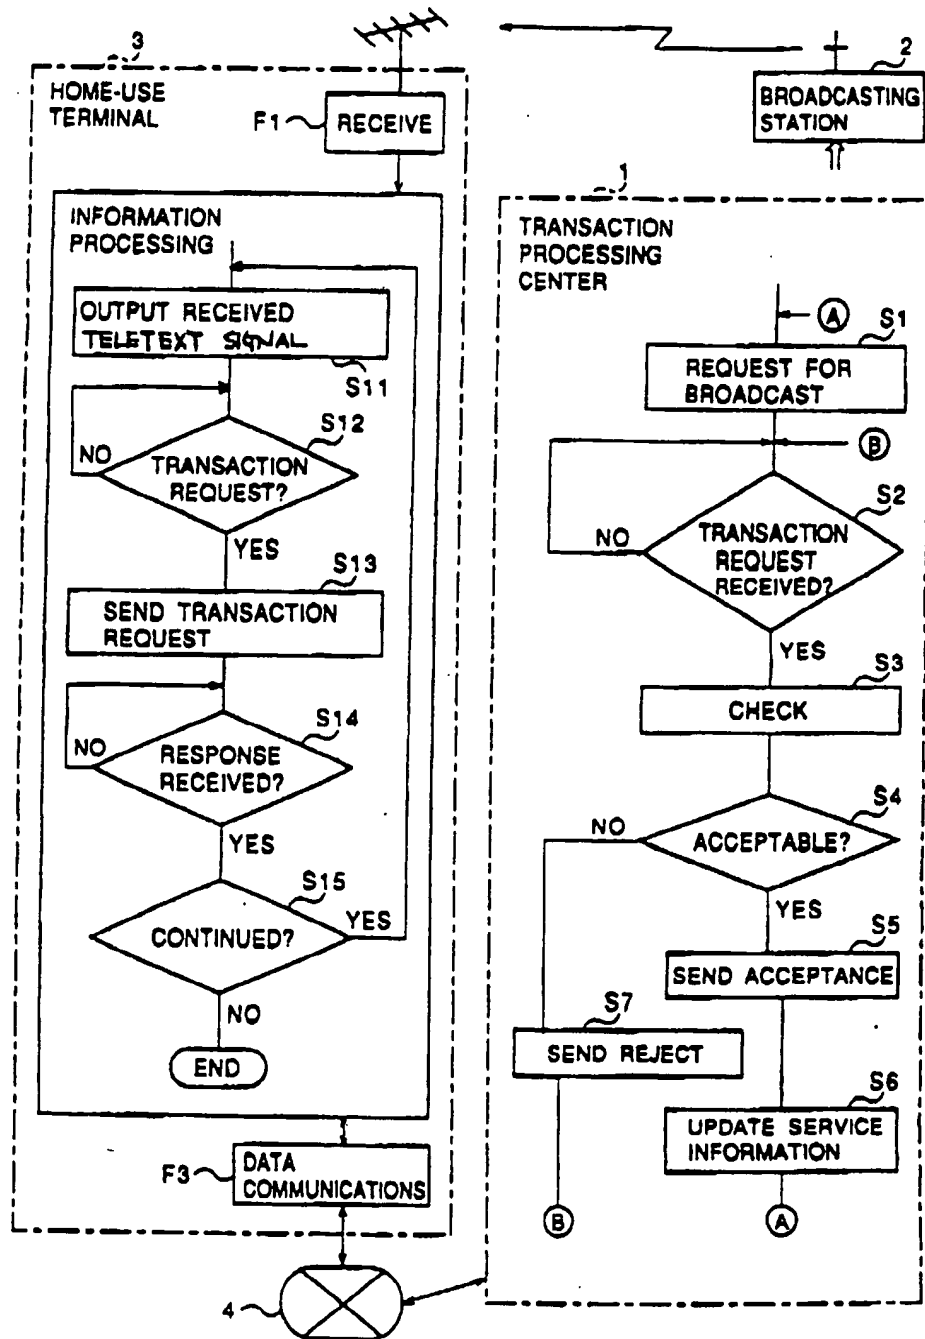 3
HOME-USE
TERMINAL
F1
RECEIVE
2
BROADCASTING
STATION
INFORMATION
PROCESSING
OUTPUT RECEIVED
TELETEXT SIGNAL
S11
S12
NO
TRANSACTION
REQUEST?
YES
S13
SEND TRANSACTION
REQUEST
S14
NO
RESPONSE
RECEIVED?
YES
S15
CONTINUED?
YES
NO
END
F3
DATA
COMMUNICATIONS
4
1
TRANSACTION
PROCESSING
CENTER
A
S1
REQUEST FOR
BROADCAST
B
S2
NO
TRANSACTION
REQUEST
RECEIVED?
YES
S3
CHECK
S4
NO
ACCEPTABLE?
YES
S5
SEND ACCEPTANCE
S7
SEND REJECT
S6
UPDATE SERVICE
INFORMATION
B
A